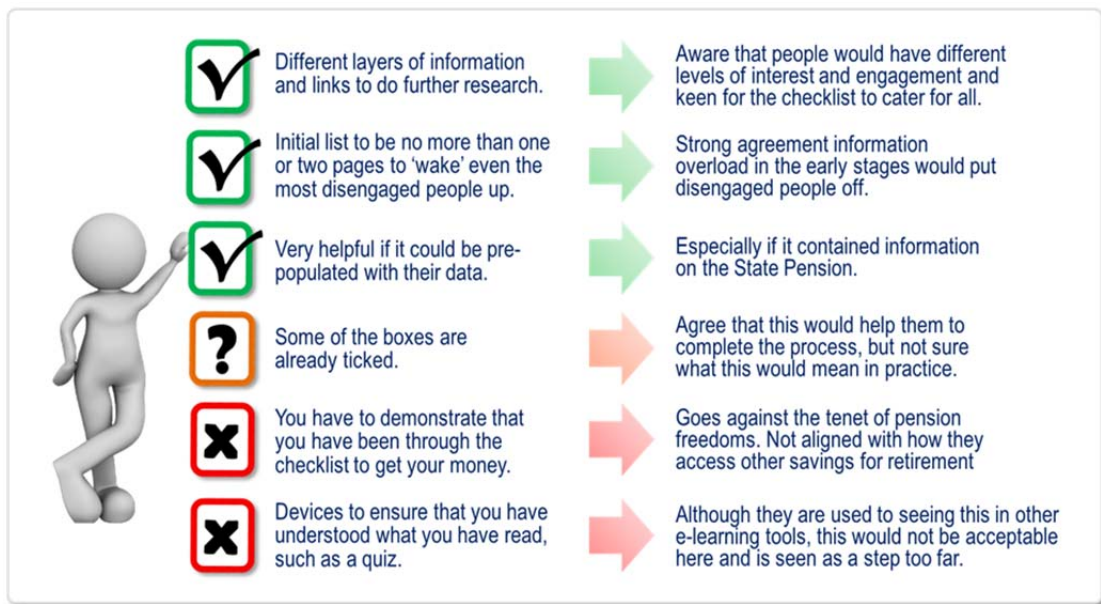 Different layers of information
and links to do further research.
Aware that people would have different
levels of interest and engagement and
keen for the checklist to cater for all.
Initial list to be no more than one
or two pages to ‘wake’ even the
most disengaged people up.
Strong agreement information
overload in the early stages would put
disengaged people off.
Very helpful if it could be pre-
populated with their data.
Especially if it contained information
on the State Pension.
?
Some of the boxes are
already ticked.
Agree that this would help them to
complete the process, but not sure
what this would mean in practice.
You have to demonstrate that
you have been through the
checklist to get your money.
Goes against the tenet of pension
freedoms. Not aligned with how they
access other savings for retirement
Devices to ensure that you have
understood what you have read,
such as a quiz.
Although they are used to seeing this in other
e-learning tools, this would not be acceptable
here and is seen as a step too far.